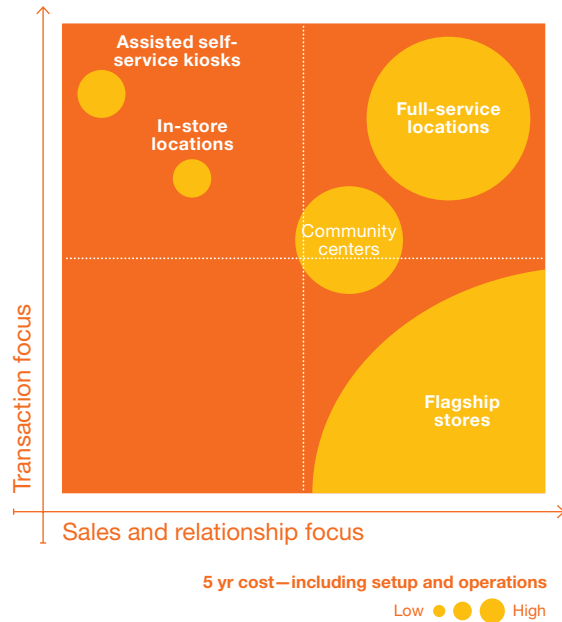 Assisted self-
service kiosks
In-store
locations
Full-service
locations
Community
centers
Flagship
stores
Transaction focus
Sales and relationship focus
5 yr cost—including setup and operations
Low
High